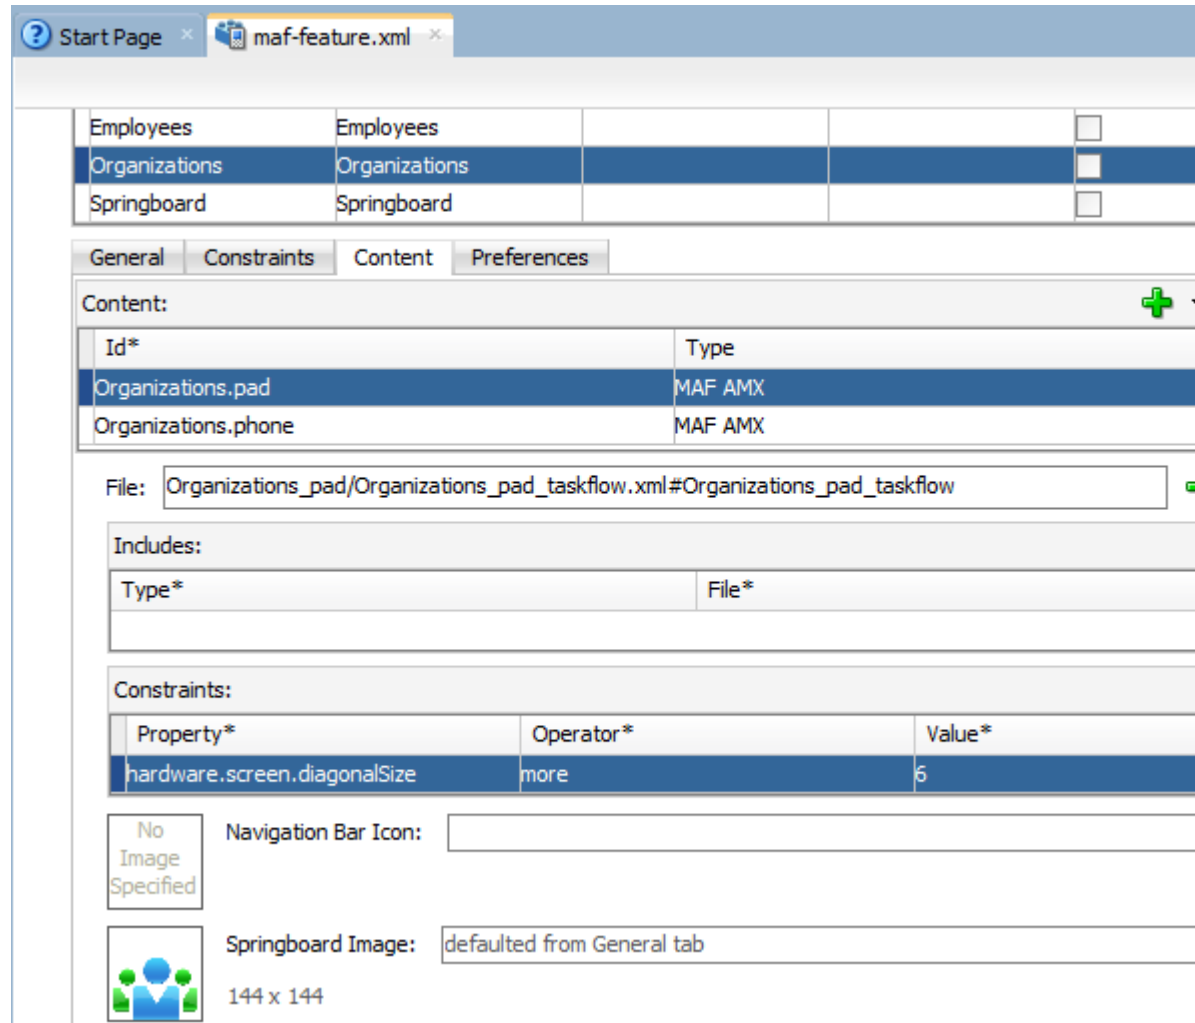 Start Page maf-feature.xml
Employees Employees
Organizations Organizations
Springboard Springboard
General Constraints Content Preferences
Content:
Id* Type
Organizations.pad MAF AMX
Organizations.phone MAF AMX
File: Organizations_pad/Organizations_pad_taskflow.xml#Organizations_pad_taskflow
Includes:
Type* File*
Constraints:
Property* Operator* Value*
hardware.screen.diagonalSize more 6
No
Image
Specified
Navigation Bar Icon:
Springboard Image: defaulted from General tab
144 x 144